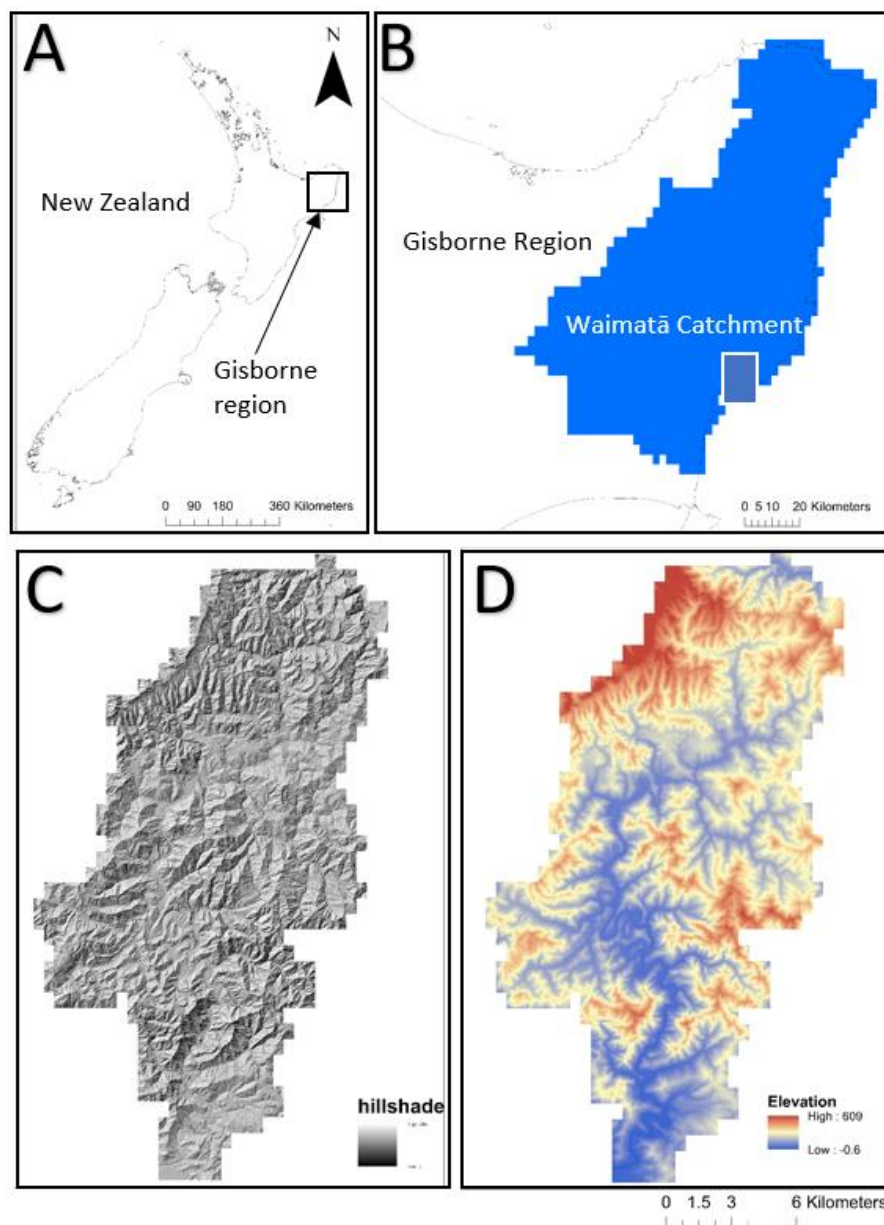 A
N
New Zealand
Gisborne
region
0 90 180 360 Kilometers
B
Gisborne Region
Waimatā Catchment
0 5 10 20 Kilometers
C
hillshade
D
Elevation
High : 609
Low : -0.6
0 1.5 3 6 Kilometers